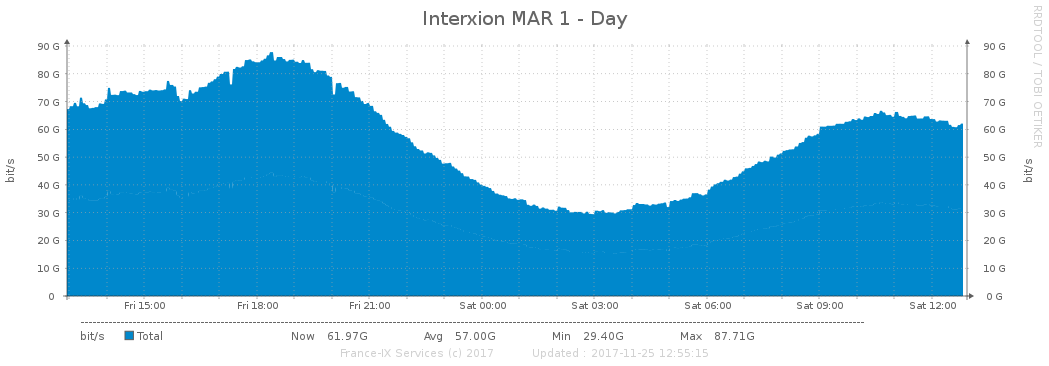 Interxion MAR 1 - Day
RRDTOOL / TOBI OETIKER
90 G 90 G
80 G 80 G
70 G 70 G
60 G 60 G
50 G 50 G
40 G 40 G
30 G 30 G
20 G 20 G
10 G 10 G
0 0 G
bit/s bit/s
Fri 15:00 Fri 18:00 Fri 21:00 Sat 00:00 Sat 03:00 Sat 06:00 Sat 09:00 Sat 12:00
bit/s Total Now 61.97G Avg 57.00G Min 29.40G Max 87.71G
France-IX Services (c) 2017 Updated : 2017-11-25 12:55:15